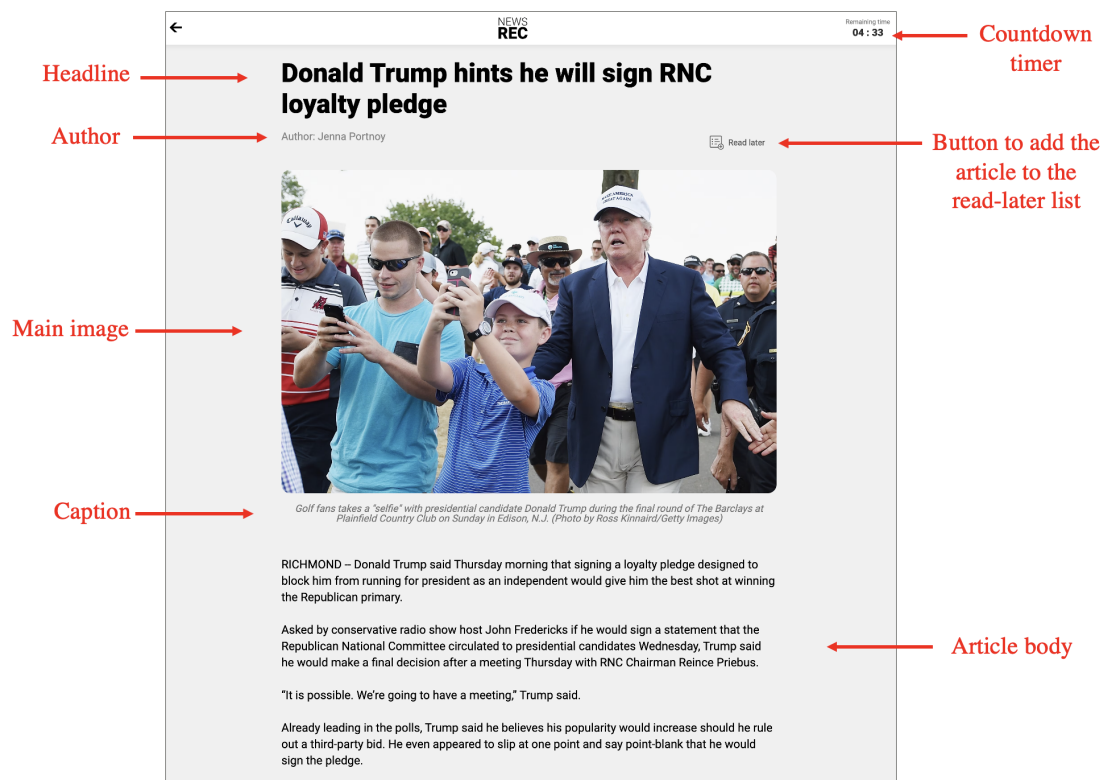 NEWS
REC
Remaining time
04 : 33
Countdown
timer
Headline
Donald Trump hints he will sign RNC
loyalty pledge
Author
Author: Jenna Portnoy
Read later
Button to add the
article to the
read-later list
Callaway
MAKE AMERICA
GREAT AGAIN
Main image
Caption
Golf fans takes a "selfie" with presidential candidate Donald Trump during the final round of The Barclays at
Plainfield Country Club on Sunday in Edison, N.J. (Photo by Ross Kinnaird/Getty Images)
RICHMOND – Donald Trump said Thursday morning that signing a loyalty pledge designed to
block him from running for president as an independent would give him the best shot at winning
the Republican primary.
Asked by conservative radio show host John Fredericks if he would sign a statement that the
Republican National Committee circulated to presidential candidates Wednesday, Trump said
he would make a final decision after a meeting Thursday with RNC Chairman Reince Priebus.
Article body
“It is possible. We’re going to have a meeting,” Trump said.
Already leading in the polls, Trump said he believes his popularity would increase should he rule
out a third-party bid. He even appeared to slip at one point and say point-blank that he would
sign the pledge.